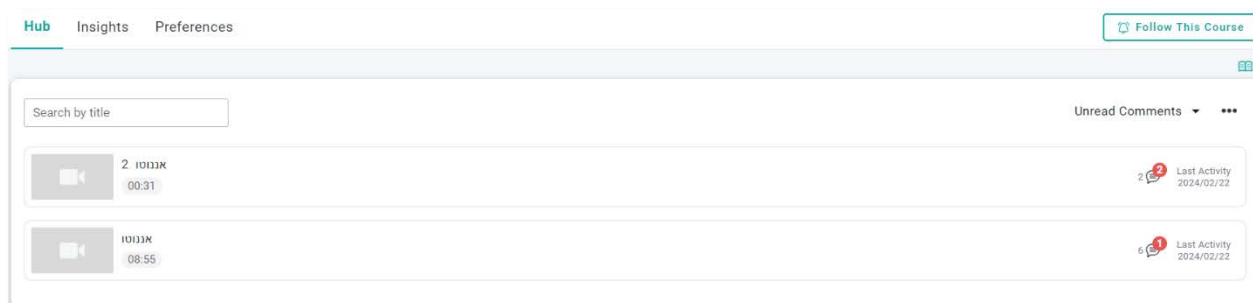 Hub Insights Preferences Follow This Course
Search by title Unread Comments
אננוטו 2
00:31
2 2 Last Activity
2024/02/22
אננוטו
08:55
6 1 Last Activity
2024/02/22